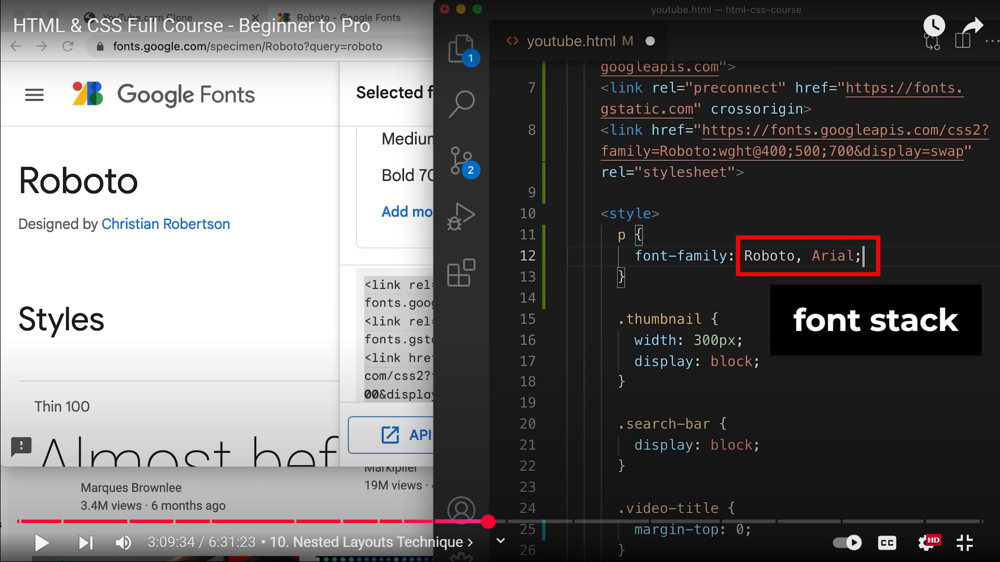 YouTube.com Clone
Roboto - Google Fonts
HTML & CSS Full Course - Beginner to Pro
fonts.google.com/specimen/Roboto?query=roboto
Google Fonts
Selected f
Medium
Bold 70
Add mo
Roboto
Designed by Christian Robertson
Styles
Thin 100
Almost bef
<link rel=
fonts.goog
<link rel=
fonts.gsta
<link href
com/css2?
00&display
API
Marques Brownlee
3.4M views · 6 months ago
Markiplier
19M views ·
youtube.html — html-css-course
youtube.html M
1
2
googleapis.com">
7 <link rel="preconnect" href="https://fonts.
gstatic.com" crossorigin>
8 <link href="https://fonts.googleapis.com/css2?
family=Roboto:wght@400;500;700&display=swap"
rel="stylesheet">
9
10 <style>
11 p {
12 font-family: Roboto, Arial;
13 }
14
font stack
15 .thumbnail {
16 width: 300px;
17 display: block;
18 }
19
20 .search-bar {
21 display: block;
22 }
23
24 .video-title {
25 margin-top: 0;
26 }
3:09:34 / 6:31:23 • 10. Nested Layouts Technique
CC
HD